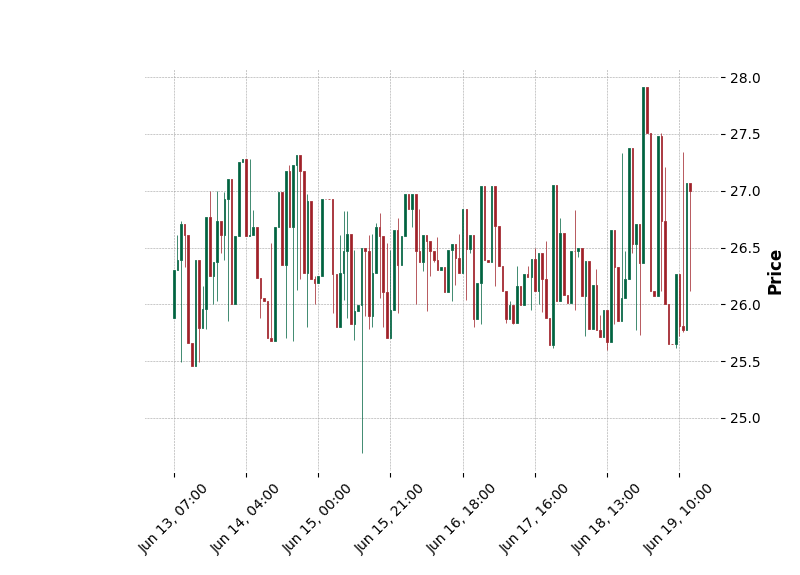 28.0
27.5
27.0
26.5
26.0
25.5
25.0
Price
Jun 13, 07:00
Jun 14, 04:00
Jun 15, 00:00
Jun 15, 21:00
Jun 16, 18:00
Jun 17, 16:00
Jun 18, 13:00
Jun 19, 10:00